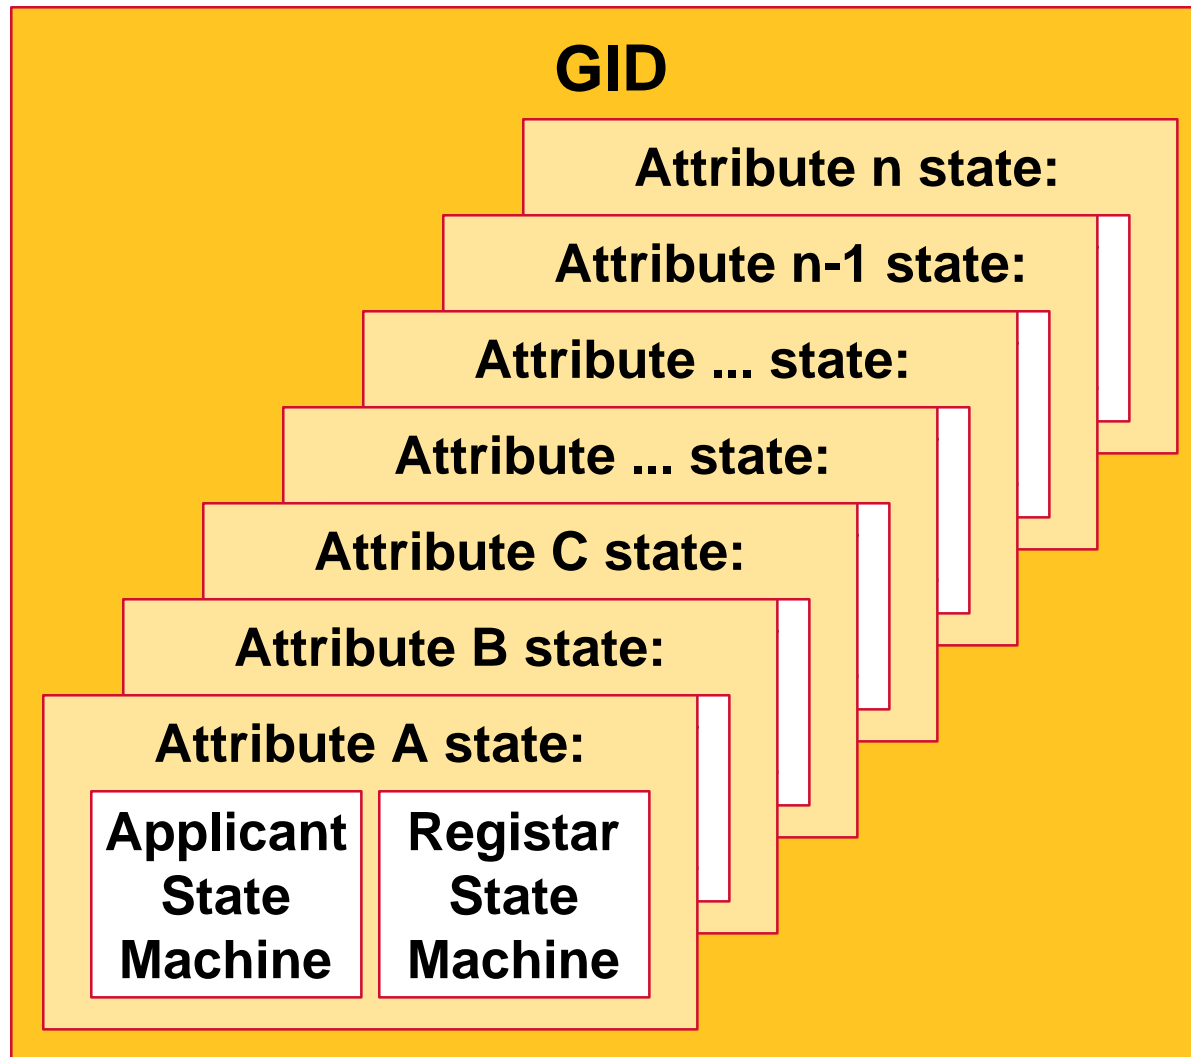 GID
Attribute n state:
Attribute n-1 state:
Attribute ... state:
Attribute ... state:
Attribute C state:
Attribute B state:
Attribute A state:
Applicant
State
Machine
Registar
State
Machine